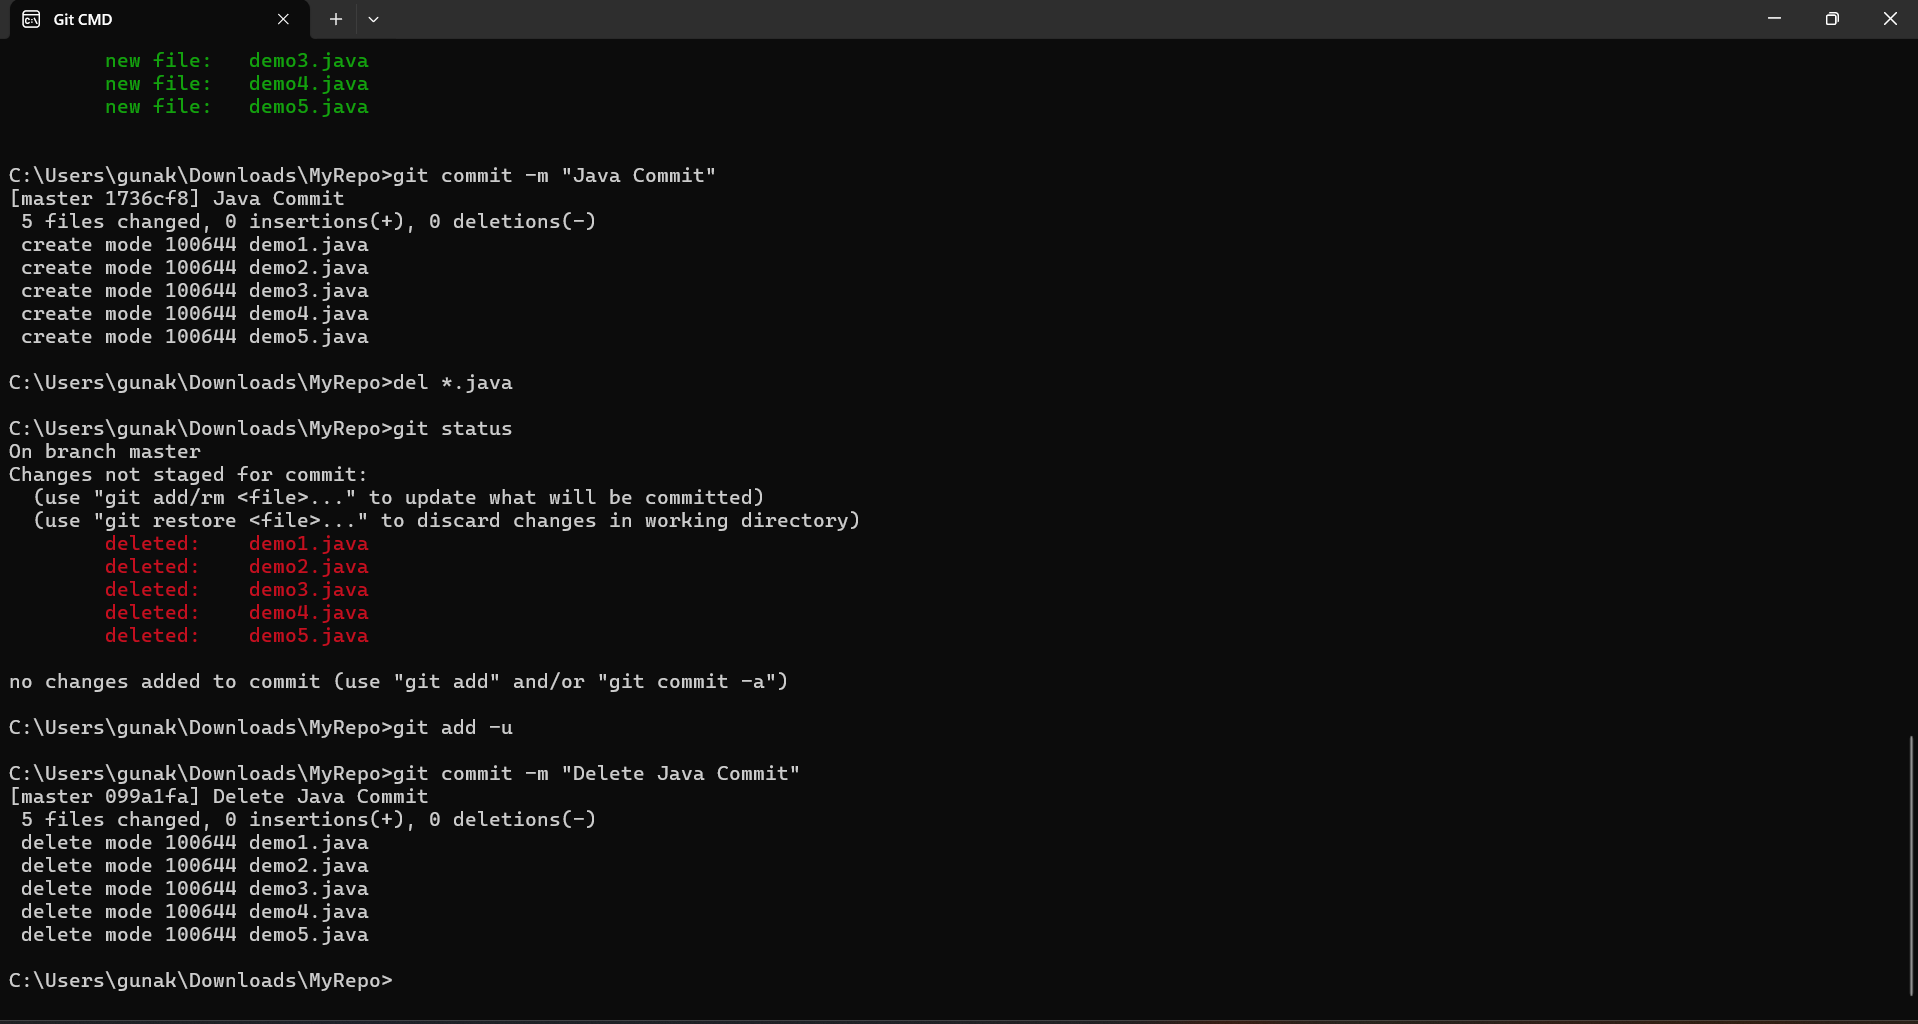 Git CMD
new file:   demo3.java
new file:   demo4.java
new file:   demo5.java
C:\Users\gunak\Downloads\MyRepo>git commit -m "Java Commit"
[master 1736cf8] Java Commit
 5 files changed, 0 insertions(+), 0 deletions(-)
 create mode 100644 demo1.java
 create mode 100644 demo2.java
 create mode 100644 demo3.java
 create mode 100644 demo4.java
 create mode 100644 demo5.java
C:\Users\gunak\Downloads\MyRepo>del *.java
C:\Users\gunak\Downloads\MyRepo>git status
On branch master
Changes not staged for commit:
  (use "git add/rm <file>..." to update what will be committed)
  (use "git restore <file>..." to discard changes in working directory)
        deleted:    demo1.java
        deleted:    demo2.java
        deleted:    demo3.java
        deleted:    demo4.java
        deleted:    demo5.java
no changes added to commit (use "git add" and/or "git commit -a")
C:\Users\gunak\Downloads\MyRepo>git add -u
C:\Users\gunak\Downloads\MyRepo>git commit -m "Delete Java Commit"
[master 099a1fa] Delete Java Commit
 5 files changed, 0 insertions(+), 0 deletions(-)
 delete mode 100644 demo1.java
 delete mode 100644 demo2.java
 delete mode 100644 demo3.java
 delete mode 100644 demo4.java
 delete mode 100644 demo5.java
C:\Users\gunak\Downloads\MyRepo>